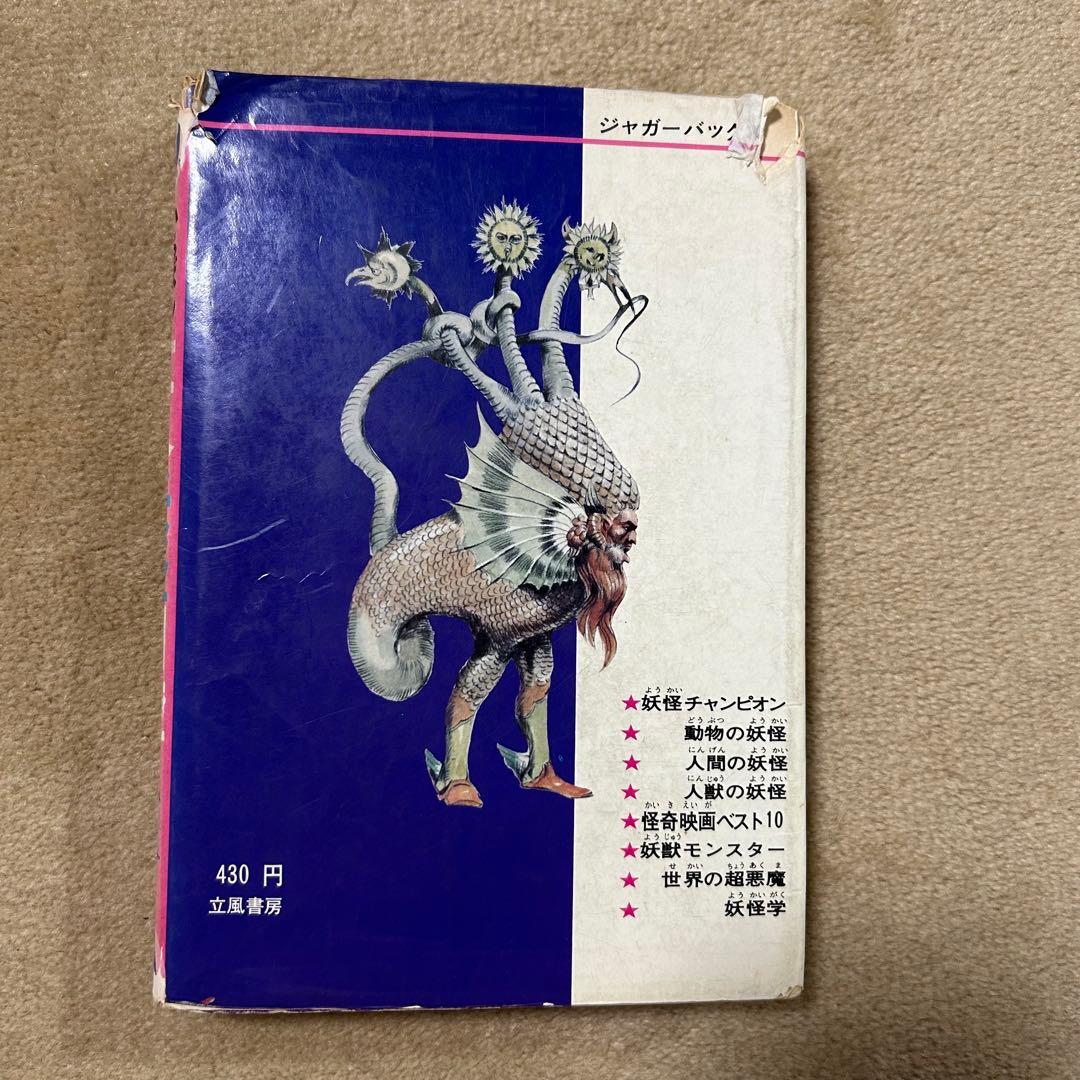 ジャガーバック
★妖怪チャンピオン
★動物の妖怪
★人間の妖怪
★人獣の妖怪
★怪奇映画ベスト10
★妖獣モンスター
★世界の超悪魔
★妖怪学
430 円
立風書房